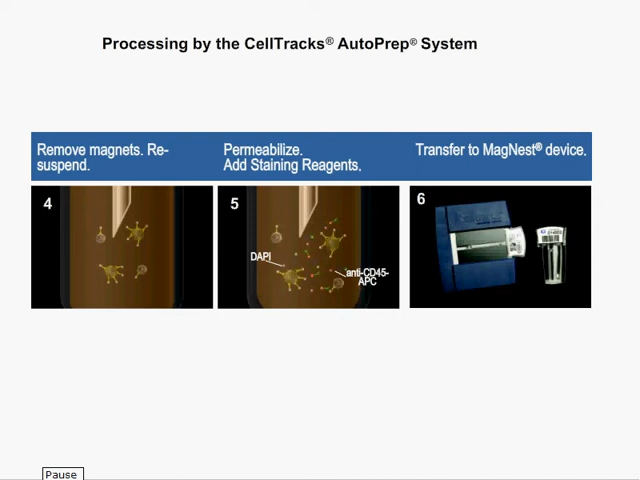 Processing by the CellTracks® AutoPrep® System
Remove magnets. Re-
suspend.
Permeabilize.
Add Staining Reagents.
Transfer to MagNest® device.
4
5
6
DAPI
anti-CD45-
APC
Pause